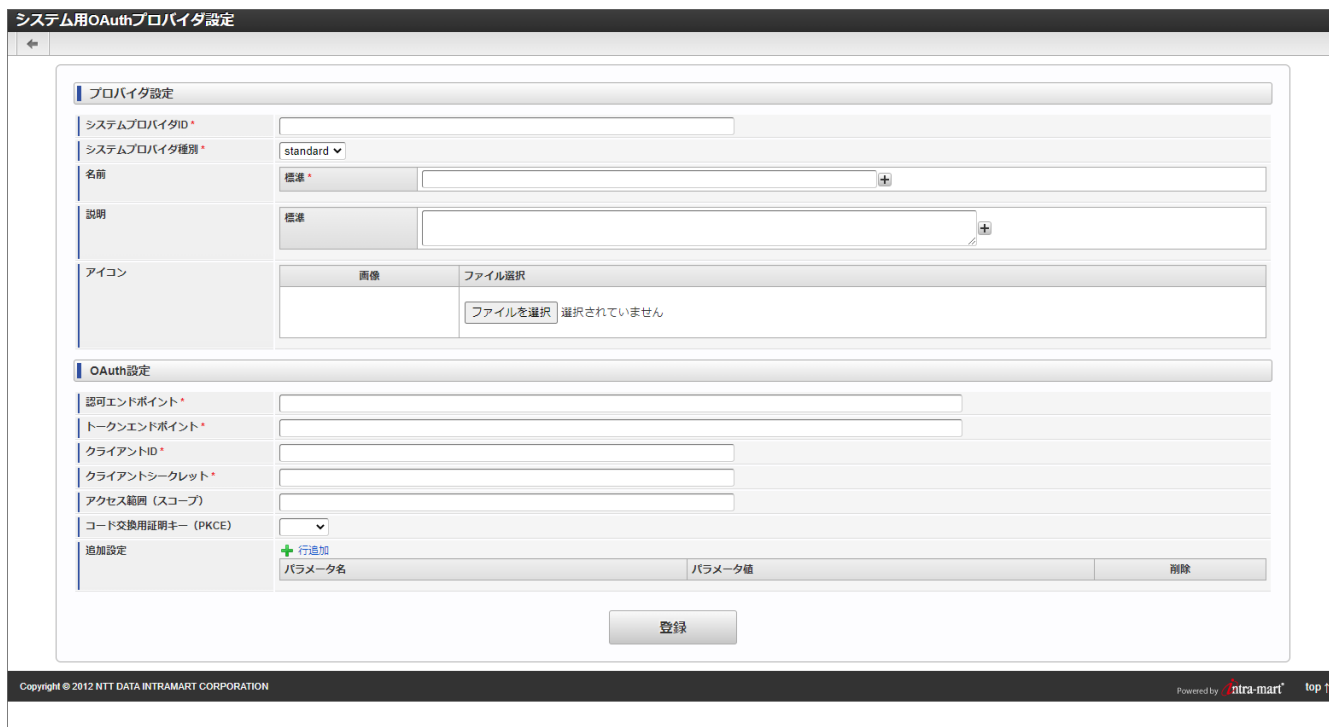 システム用OAuthプロバイダ設定
プロバイダ設定
システムプロバイダID *
システムプロバイダ種別 * standard
名前 標準 *
説明 標準
アイコン 画像 ファイル選択
ファイルを選択 選択されていません
OAuth設定
認可エンドポイント *
トークンエンドポイント *
クライアントID *
クライアントシークレット *
アクセス範囲（スコープ）
コード交換用証明キー（PKCE）
追加設定 行追加
パラメータ名 パラメータ値 削除
登録
Copyright © 2012 NTT DATA INTRAMART CORPORATION Powered by intra-mart top ↑